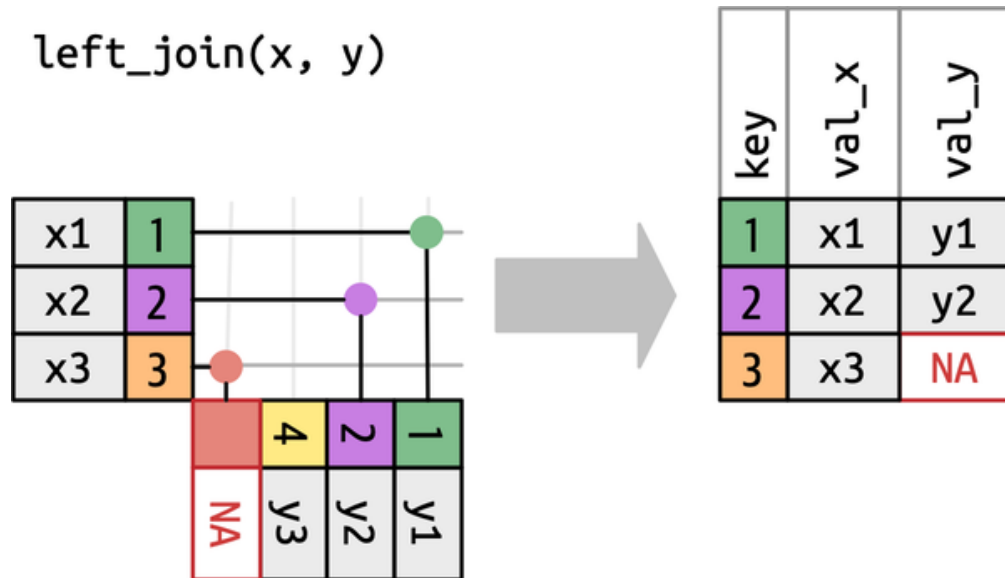 left_join(x, y)
x1 1
x2 2
x3 3
4 2 1
NA y3 y2 y1
key val_x val_y
1 x1 y1
2 x2 y2
3 x3 NA